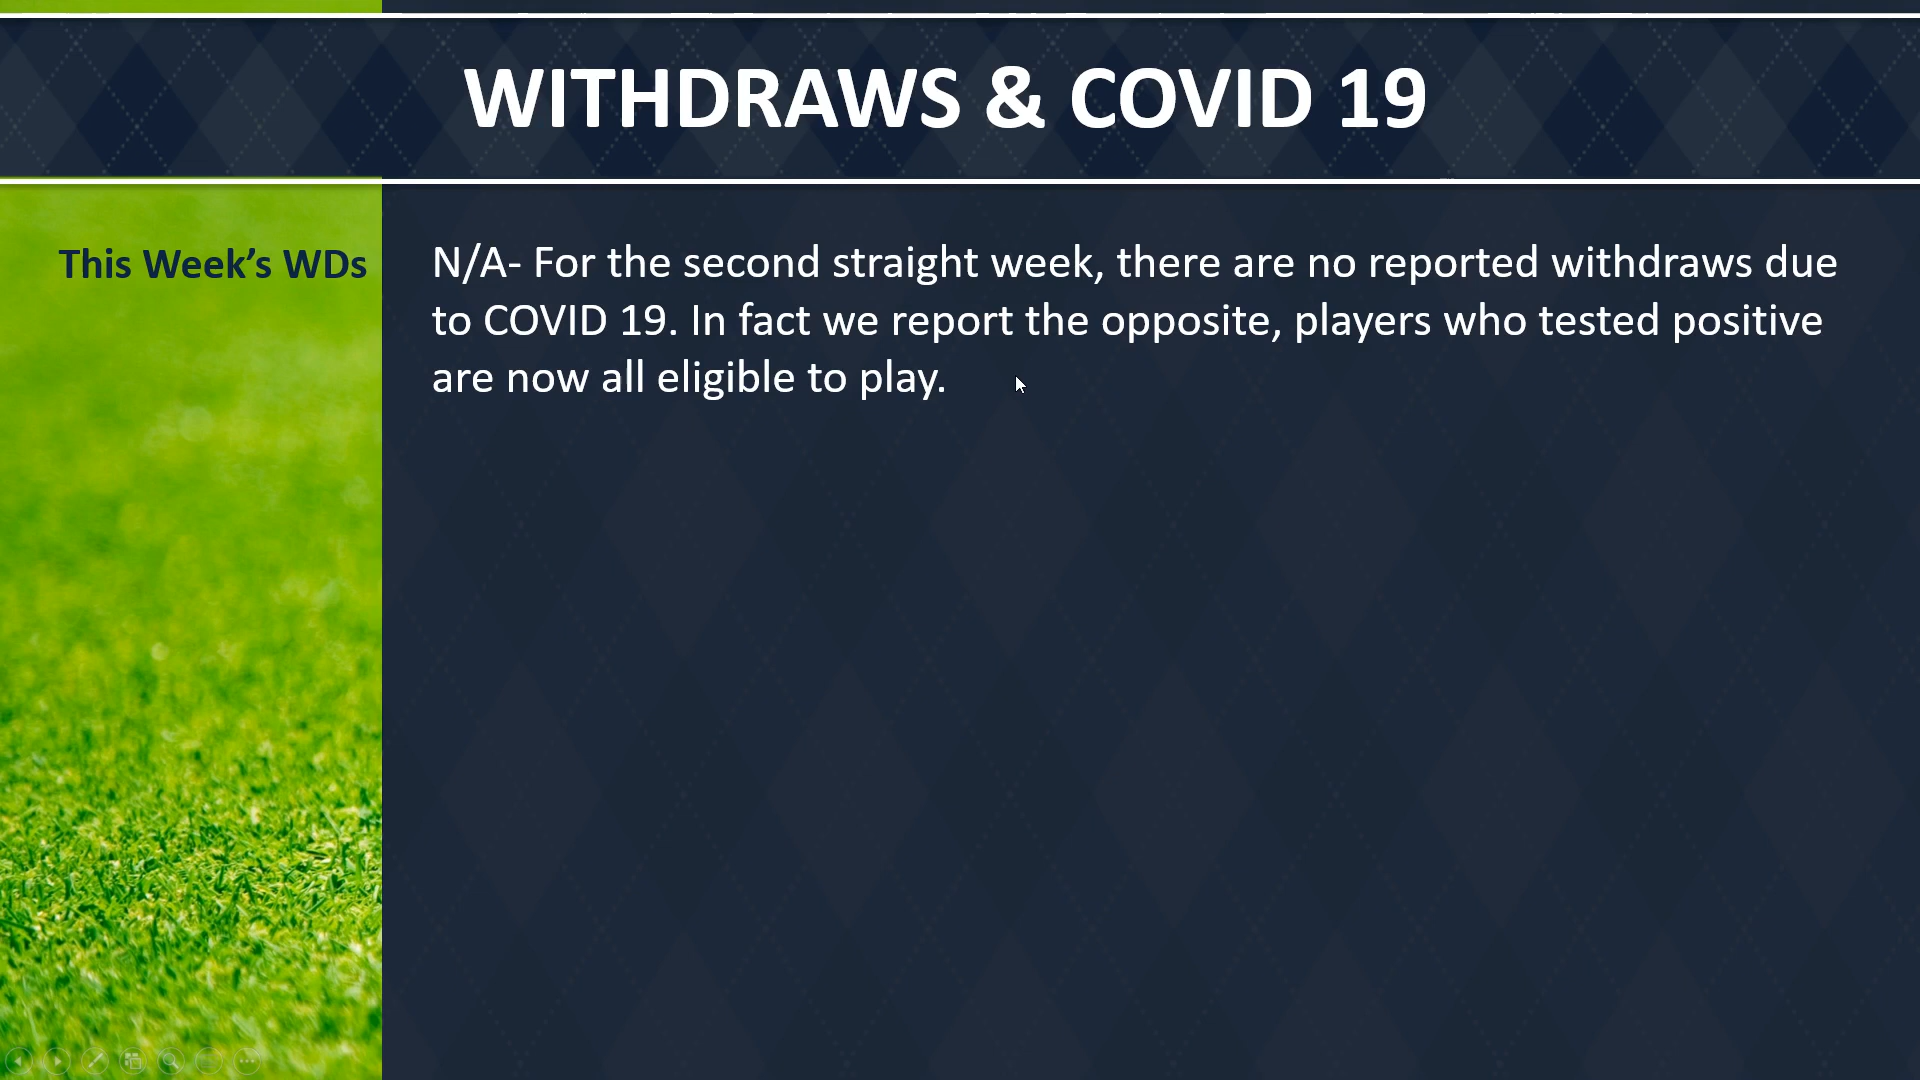 WITHDRAWS & COVID 19
This Week’s WDs
N/A- For the second straight week, there are no reported withdraws due
to COVID 19. In fact we report the opposite, players who tested positive
are now all eligible to play.